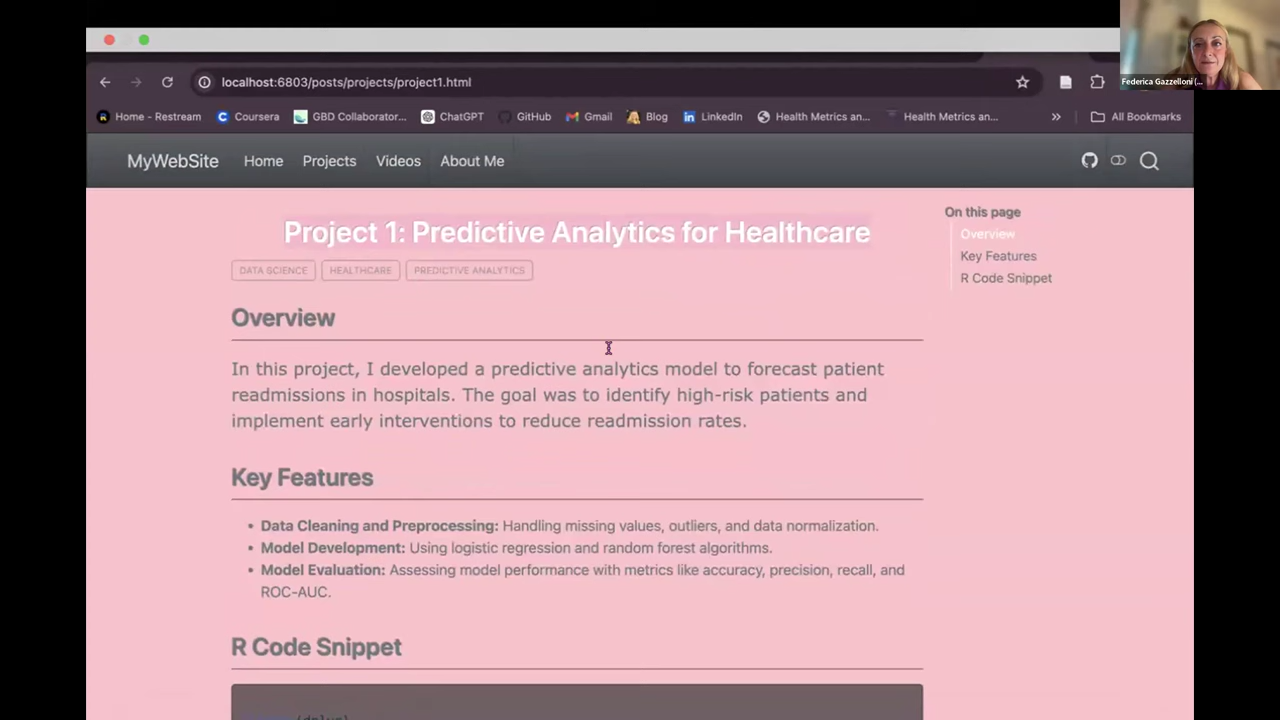 localhost:6803/posts/projects/project1.html
Federica Gazzelloni (...
Home - Restream Coursera GBD Collaborator... ChatGPT GitHub Gmail Blog LinkedIn Health Metrics an... Health Metrics an... » All Bookmarks
MyWebSite Home Projects Videos About Me
Project 1: Predictive Analytics for Healthcare
DATA SCIENCE HEALTHCARE PREDICTIVE ANALYTICS
On this page
Overview
Key Features
R Code Snippet
Overview
In this project, I developed a predictive analytics model to forecast patient
readmissions in hospitals. The goal was to identify high-risk patients and
implement early interventions to reduce readmission rates.
Key Features
• Data Cleaning and Preprocessing: Handling missing values, outliers, and data normalization.
• Model Development: Using logistic regression and random forest algorithms.
• Model Evaluation: Assessing model performance with metrics like accuracy, precision, recall, and
ROC-AUC.
R Code Snippet